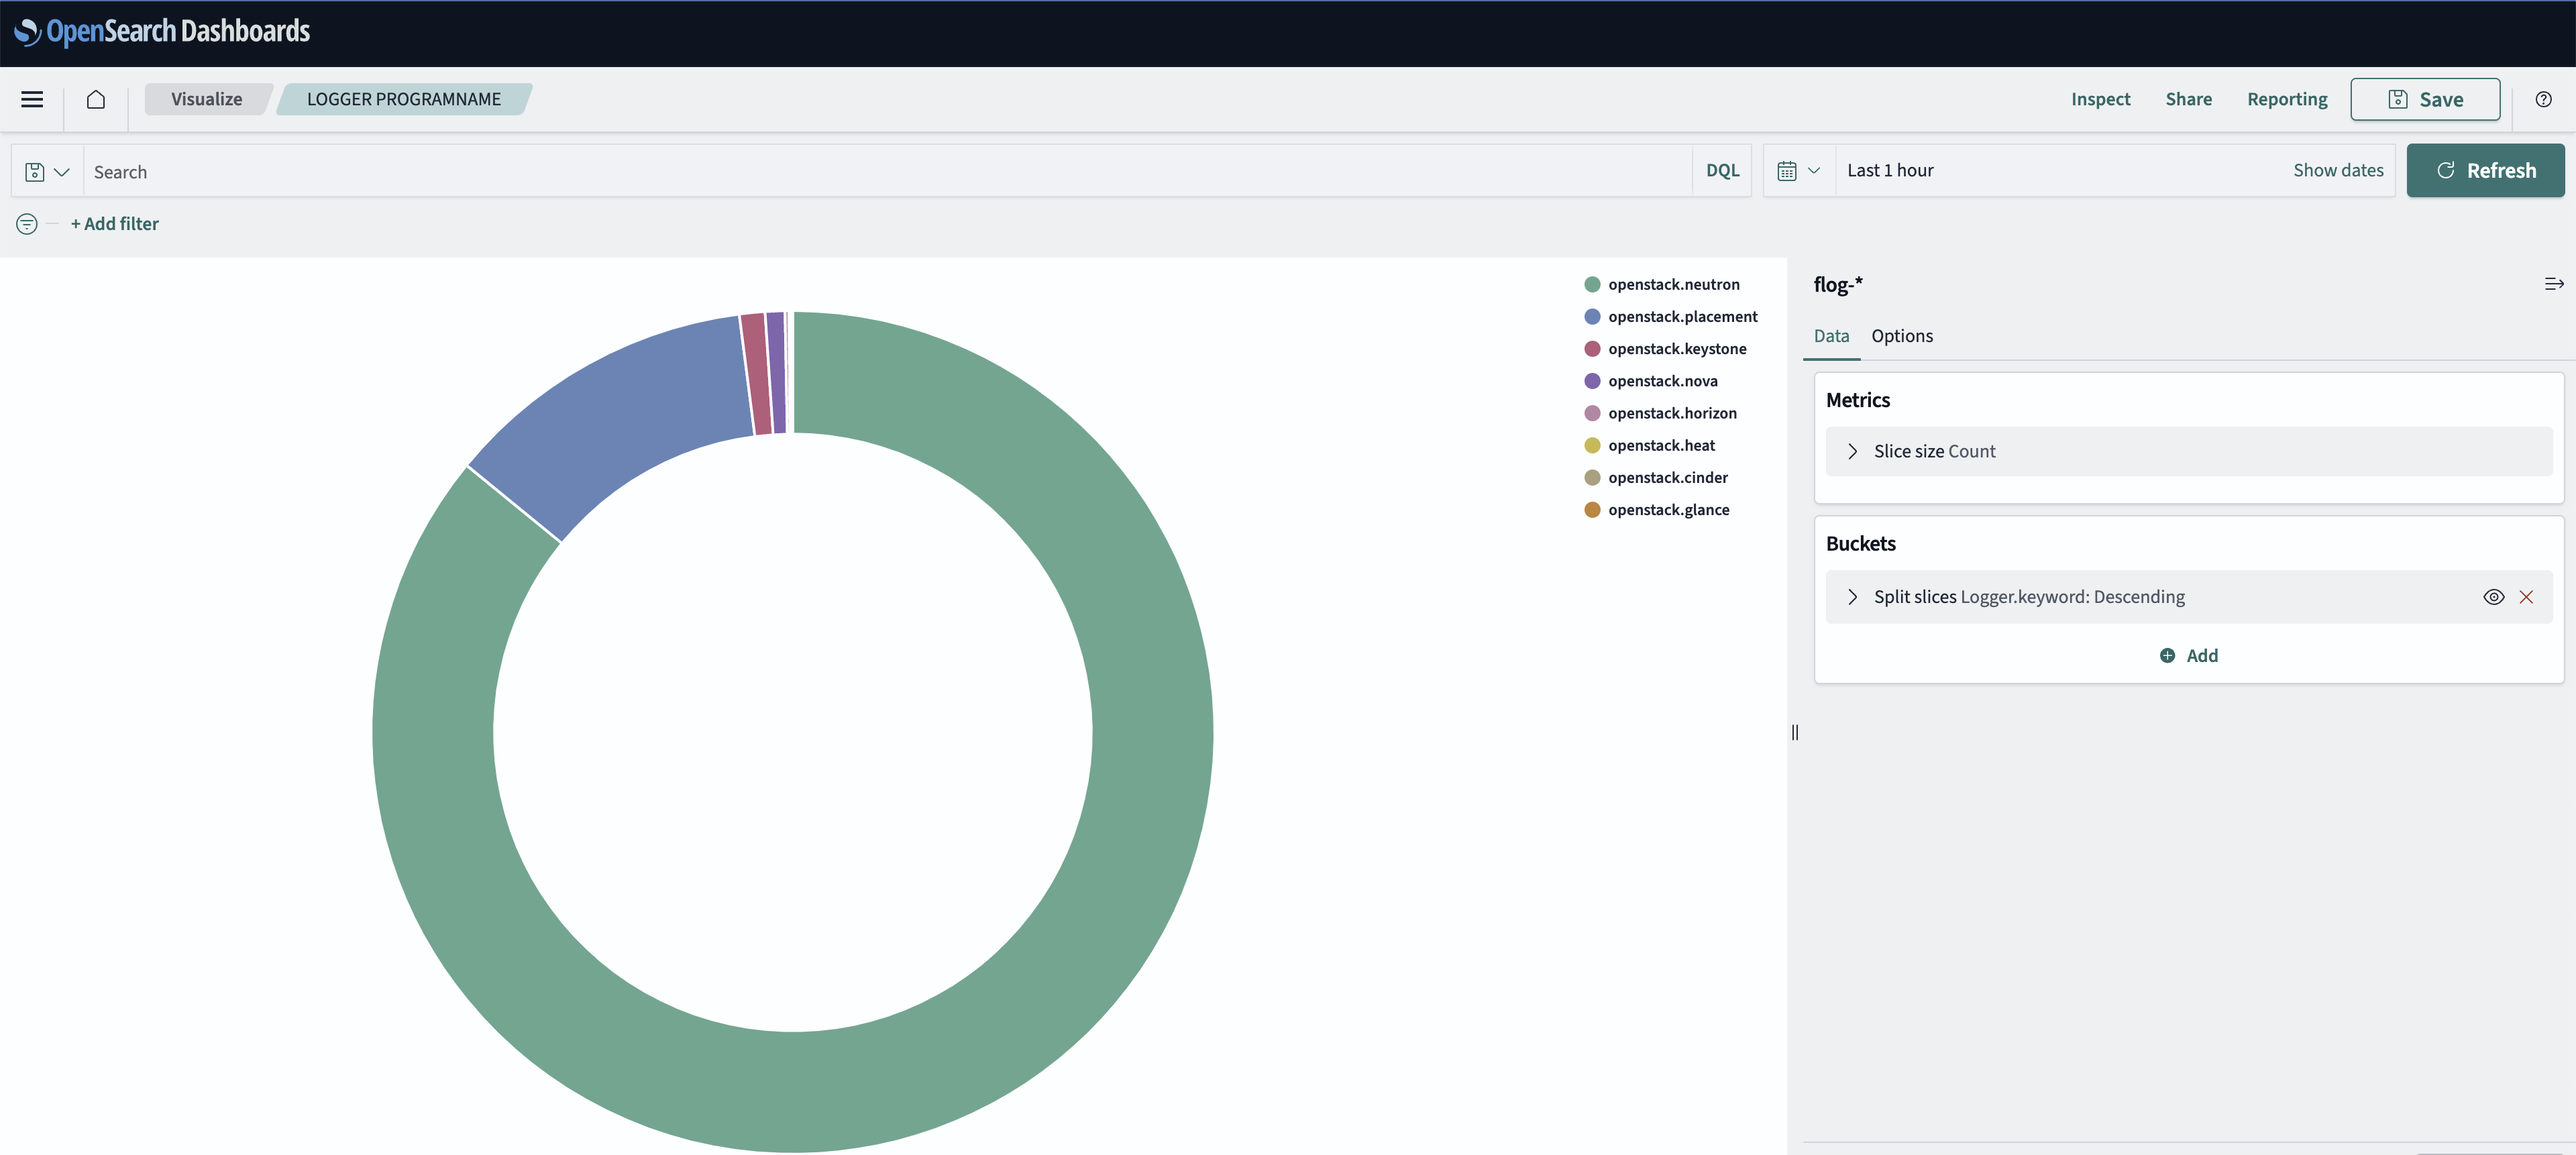 OpenSearch Dashboards
Visualize
LOGGER PROGRAMNAME
Inspect
Share
Reporting
Save
Search
DQL
Last 1 hour
Show dates
Refresh
+ Add filter
openstack.neutron
openstack.placement
openstack.keystone
openstack.nova
openstack.horizon
openstack.heat
openstack.cinder
openstack.glance
flog-*
Data
Options
Metrics
Slice size Count
Buckets
Split slices Logger.keyword: Descending
Add